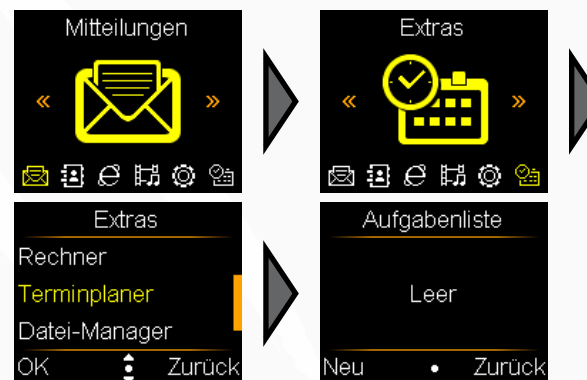 Mitteilungen
«
»
Extras
«
»
Extras
Rechner
Terminplaner
Datei-Manager
OK
Zurück
Aufgabenliste
Leer
Neu
Zurück